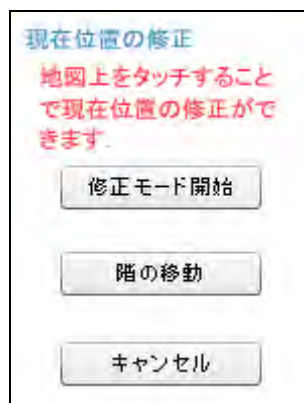 現在位置の修正
地図上をタッチすること
で現在位置の修正がで
きます.
修正モード開始
階の移動
キャンセル